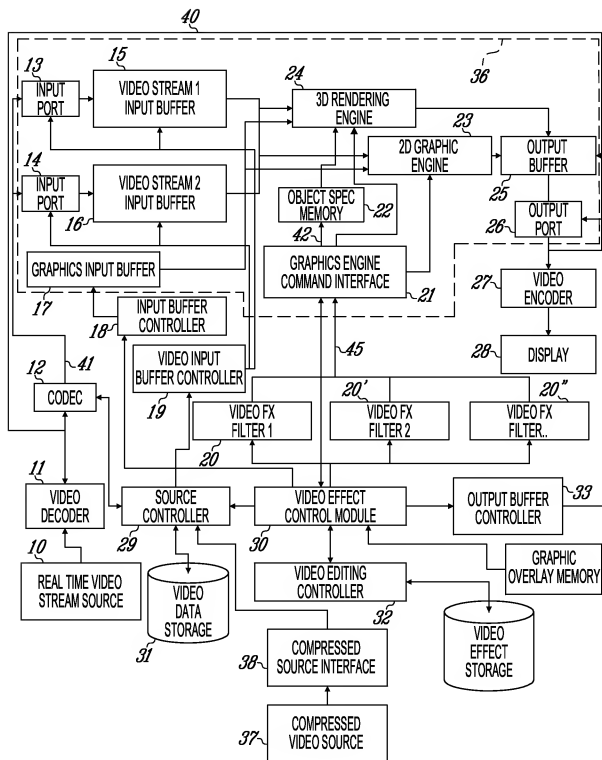 40
13
15
24
36
INPUT
PORT
VIDEO STREAM 1
INPUT BUFFER
3D RENDERING
ENGINE
23
14
2D GRAPHIC
ENGINE
OUTPUT
BUFFER
INPUT
PORT
VIDEO STREAM 2
INPUT BUFFER
16
OBJECT SPEC
MEMORY
22
25
26
OUTPUT
PORT
42
GRAPHICS INPUT BUFFER
17
GRAPHICS ENGINE
COMMAND INTERFACE
21
27
VIDEO
ENCODER
18
INPUT BUFFER
CONTROLLER
41
45
28
DISPLAY
12
CODEC
VIDEO INPUT
BUFFER CONTROLLER
19
20'
20"
VIDEO FX
FILTER 1
VIDEO FX
FILTER 2
VIDEO FX
FILTER..
20
11
VIDEO
DECODER
SOURCE
CONTROLLER
29
VIDEO EFFECT
CONTROL MODULE
30
OUTPUT BUFFER
CONTROLLER
33
10
REAL TIME VIDEO
STREAM SOURCE
VIDEO
DATA
STORAGE
31
VIDEO EDITING
CONTROLLER
32
GRAPHIC
OVERLAY MEMORY
VIDEO
EFFECT
STORAGE
38
COMPRESSED
SOURCE INTERFACE
37
COMPRESSED
VIDEO SOURCE